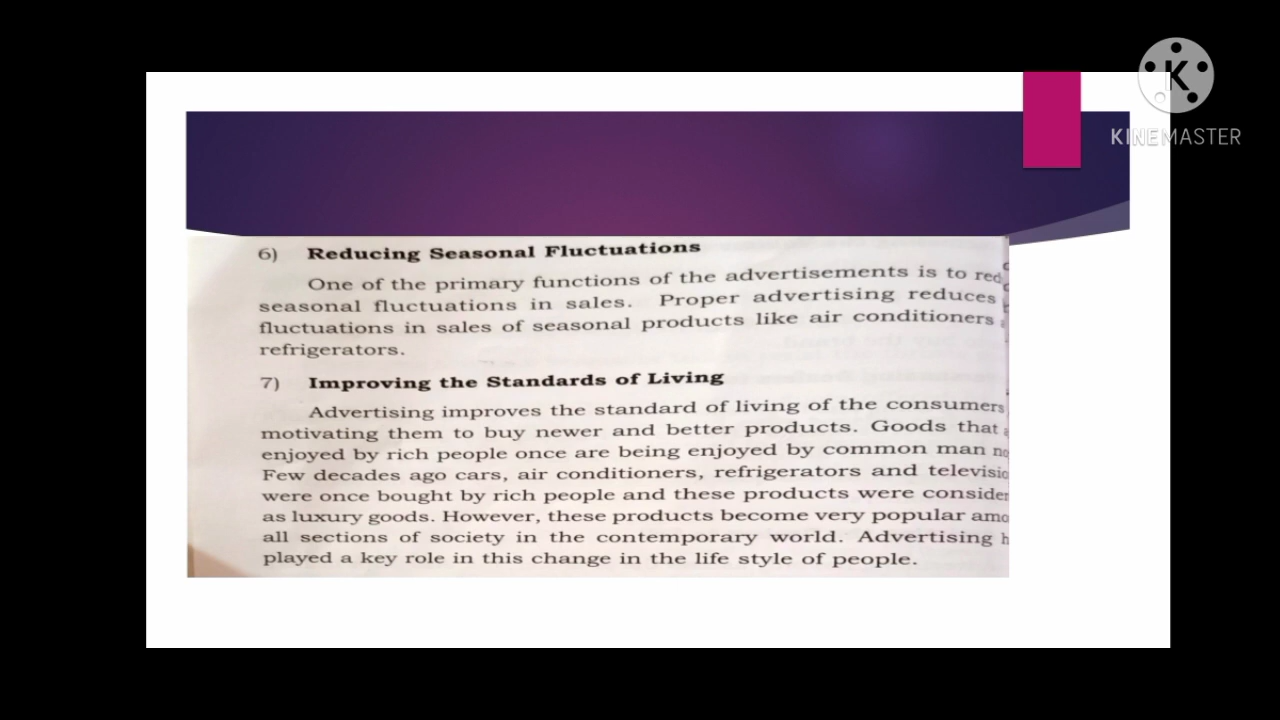 K
KINEMASTER
6) Reducing Seasonal Fluctuations
One of the primary functions of the advertisements is to
seasonal fluctuations in sales. Proper advertising reduces
fluctuations in sales of seasonal products like air conditioners
refrigerators.
7) Improving the Standards of Living
Advertising improves the standard of living of the consumers
motivating them to buy newer and better products. Goods that
enjoyed by rich people once are being enjoyed by common man
Few decades ago cars, air conditioners, refrigerators and
were once bought by rich people and these products were
as luxury goods. However, these products become very popular
all sections of society in the contemporary world. Advertising
played a key role in this change in the life style of people.